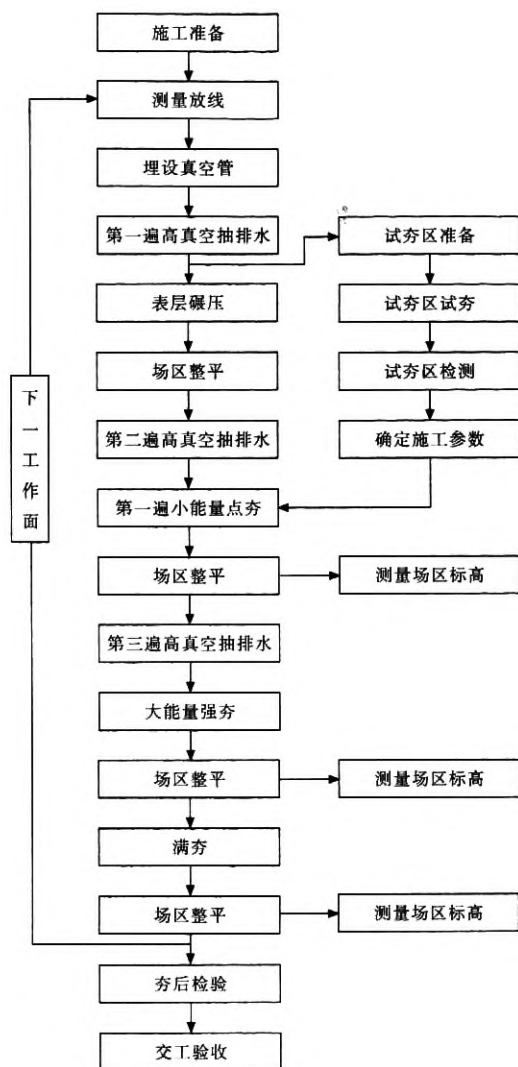 施工准备
测量放线
埋设真空管
第一遍高真空抽排水
试夯区准备
表层碾压
试夯区试夯
场区整平
试夯区检测
下一工作面
第二遍高真空抽排水
确定施工参数
第一遍小能量点夯
场区整平
测量场区标高
第三遍高真空抽排水
大能量强夯
场区整平
测量场区标高
满夯
场区整平
测量场区标高
夯后检验
交工验收